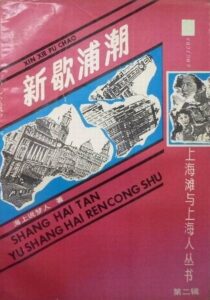 XIN XIE PU CHAO
新歇浦潮
海上说梦人 著
SHANG HAI TAN
YU SHANG HAI REN CONG SHU
上海滩与上海人丛书
第二辑